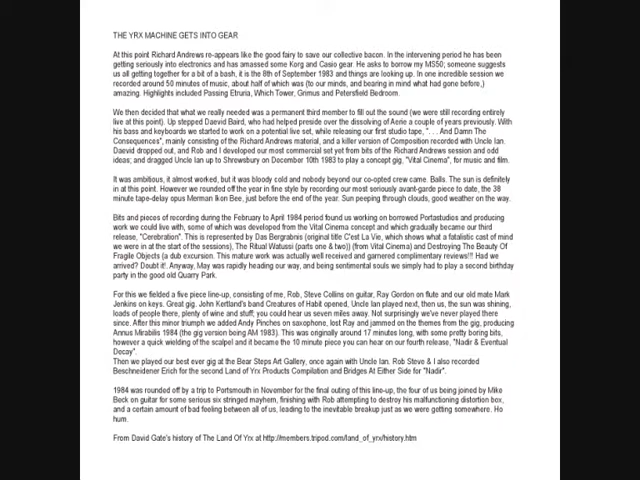 THE YRX MACHINE GETS INTO GEAR
At this point Richard Andrews re-appears like the good fairy to save our collective bacon. In the intervening period he has been
getting seriously into electronics and has amassed some Korg and Casio gear. He asks to borrow my MS50; someone suggests
us all getting together for a bit of a bash, it is the 8th of September 1983 and things are looking up. In one incredible session we
recorded around 50 minutes of music, about half of which was (to our minds, and bearing in mind what had gone before,)
amazing. Highlights included Passing Etruria, Which Tower, Grimus and Petersfield Bedroom.
We then decided that what we really needed was a permanent third member to fill out the sound (we were still recording entirely
live at this point). Up stepped Daevid Baird, who had helped preside over the dissolving of Aerie a couple of years previously. With
his bass and keyboards we started to work on a potential live set, while releasing our first studio tape, ". . . And Damn The
Consequences", mainly consisting of the Richard Andrews material, and a killer version of Composition recorded with Uncle Ian.
Daevid dropped out, and Rob and I developed our most commercial set yet from bits of the Richard Andrews session and odd
ideas; and dragged Uncle Ian up to Shrewsbury on December 10th 1983 to play a concept gig, "Vital Cinema", for music and film.
It was ambitious, it almost worked, but it was bloody cold and nobody beyond our co-opted crew came. Balls. The sun is definitely
in at this point. However we rounded off the year in fine style by recording our most seriously avant-garde piece to date, the 38
minute tape-delay opus Merman Ikon Bee, just before the end of the year. Sun peeping through clouds, good weather on the way.
Bits and pieces of recording during the February to April 1984 period found us working on borrowed Portastudios and producing
work we could live with, some of which was developed from the Vital Cinema concept and which gradually became our third
release, "Cerebration". This is represented by Das Bergrabnis (original title C'est La Vie, which shows what a fatalistic cast of mind
we were in at the start of the sessions), The Ritual Watussi (parts one & two)) (from Vital Cinema) and Destroying The Beauty Of
Fragile Objects (a dub excursion. This mature work was actually well received and garnered complimentary reviews!!! Had we
arrived? Doubt it!. Anyway, May was rapidly heading our way, and being sentimental souls we simply had to play a second birthday
party in the good old Quarry Park.
For this we fielded a five piece line-up, consisting of me, Rob, Steve Collins on guitar, Ray Gordon on flute and our old mate Mark
Jenkins on keys. Great gig, John Kertland's band Creatures of Habit opened, Uncle Ian played next, then us, the sun was shining,
loads of people there, plenty of wine and stuff; you could hear us seven miles away. Not surprisingly we've never played there
since. After this minor triumph we added Andy Pinches on saxophone, lost Ray and jammed on the themes from the gig, producing
Annus Mirabilis 1984 (the gig version being AM 1983). This was originally around 17 minutes long, with some pretty boring bits,
however a quick wielding of the scalpel and it became the 10 minute piece you can hear on our fourth release, "Nadir & Eventual
Decay".
Then we played our best ever gig at the Bear Steps Art Gallery, once again with Uncle Ian. Rob Steve & I also recorded
Beschneidener Erich for the second Land of Yrx Products Compilation and Bridges At Either Side for "Nadir".
1984 was rounded off by a trip to Portsmouth in November for the final outing of this line-up, the four of us being joined by Mike
Beck on guitar for some serious six stringed mayhem, finishing with Rob attempting to destroy his malfunctioning distortion box,
and a certain amount of bad feeling between all of us, leading to the inevitable breakup just as we were getting somewhere. Ho
hum.
From David Gate's history of The Land Of Yrx at http://members.tripod.com/land_of_yrx/history.htm